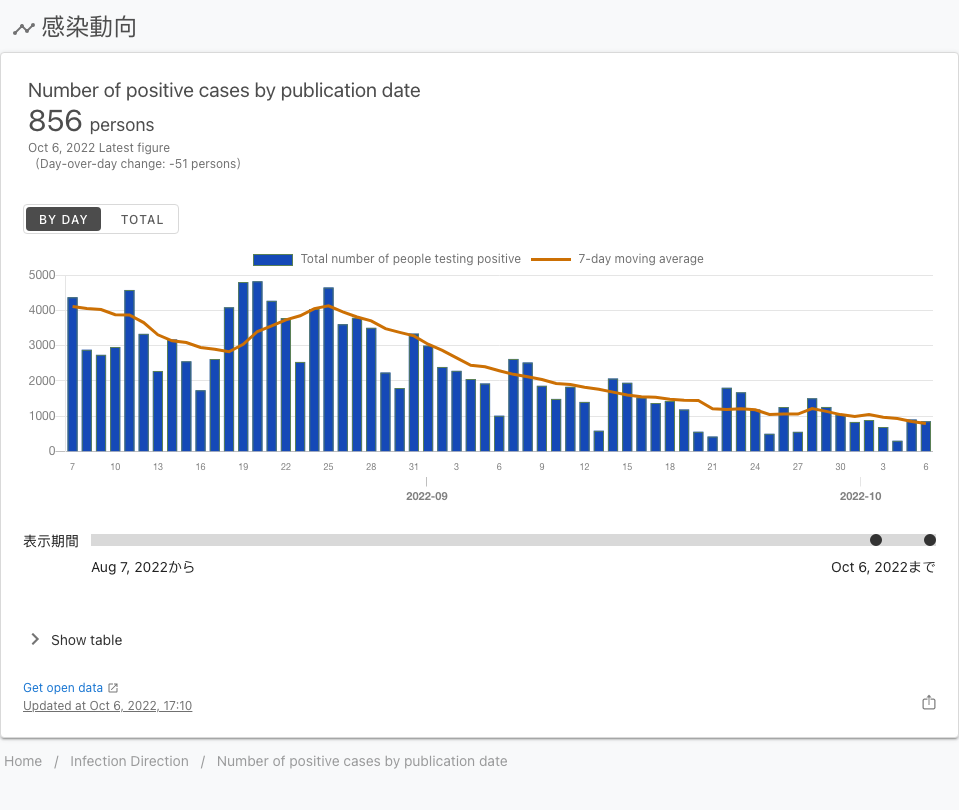 感染動向
Number of positive cases by publication date
856 persons
Oct 6, 2022 Latest figure
(Day-over-day change: -51 persons)
BY DAY TOTAL
Total number of people testing positive 7-day moving average
5000
4000
3000
2000
1000
0
7 10 13 16 19 22 25 28 31 3 6 9 12 15 18 21 24 27 30 3 6
2022-09 2022-10
表示期間
Aug 7, 2022から Oct 6, 2022まで
Show table
Get open data
Updated at Oct 6, 2022, 17:10
Home / Infection Direction / Number of positive cases by publication date